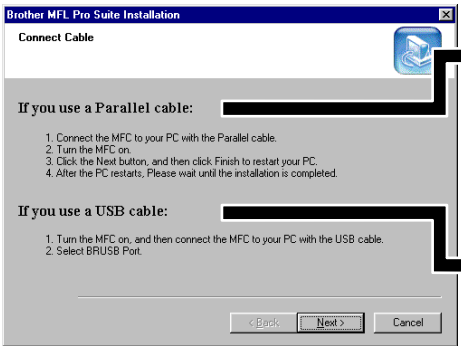 Brother MFL Pro Suite Installation
Connect Cable
If you use a Parallel cable:
1. Connect the MFC to your PC with the Parallel cable.
2. Turn the MFC on.
3. Click the Next button, and then click Finish to restart your PC.
4. After the PC restarts, Please wait until the installation is completed.
If you use a USB cable:
1. Turn the MFC on, and then connect the MFC to your PC with the USB cable.
2. Select BRUSB Port.
< Back Next > Cancel